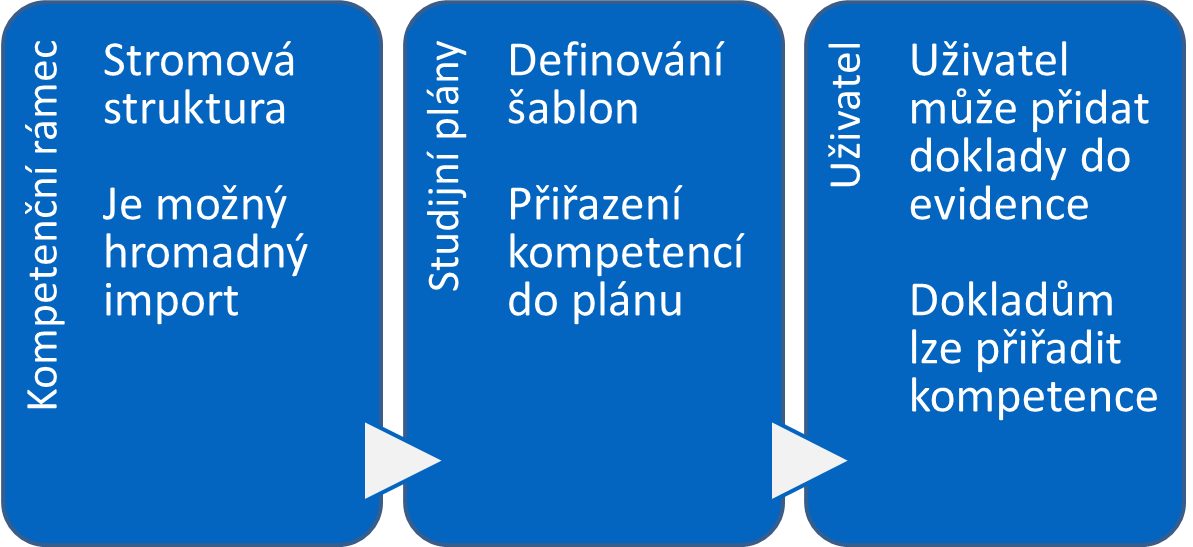 Kompetenční rámec
Stromová
struktura
Je možný
hromadný
import
Studijní plány
Definování
šablon
Přiřazení
kompetencí
do plánu
Uživatel
Uživatel
může přidat
doklady do
evidence
Dokladům
lze přiřadit
kompetence